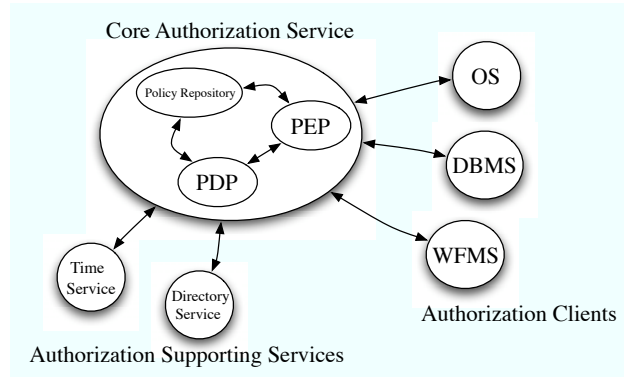 Core Authorization Service
Policy Repository
PEP
PDP
OS
DBMS
WFMS
Authorization Clients
Time
Service
Directory
Service
Authorization Supporting Services